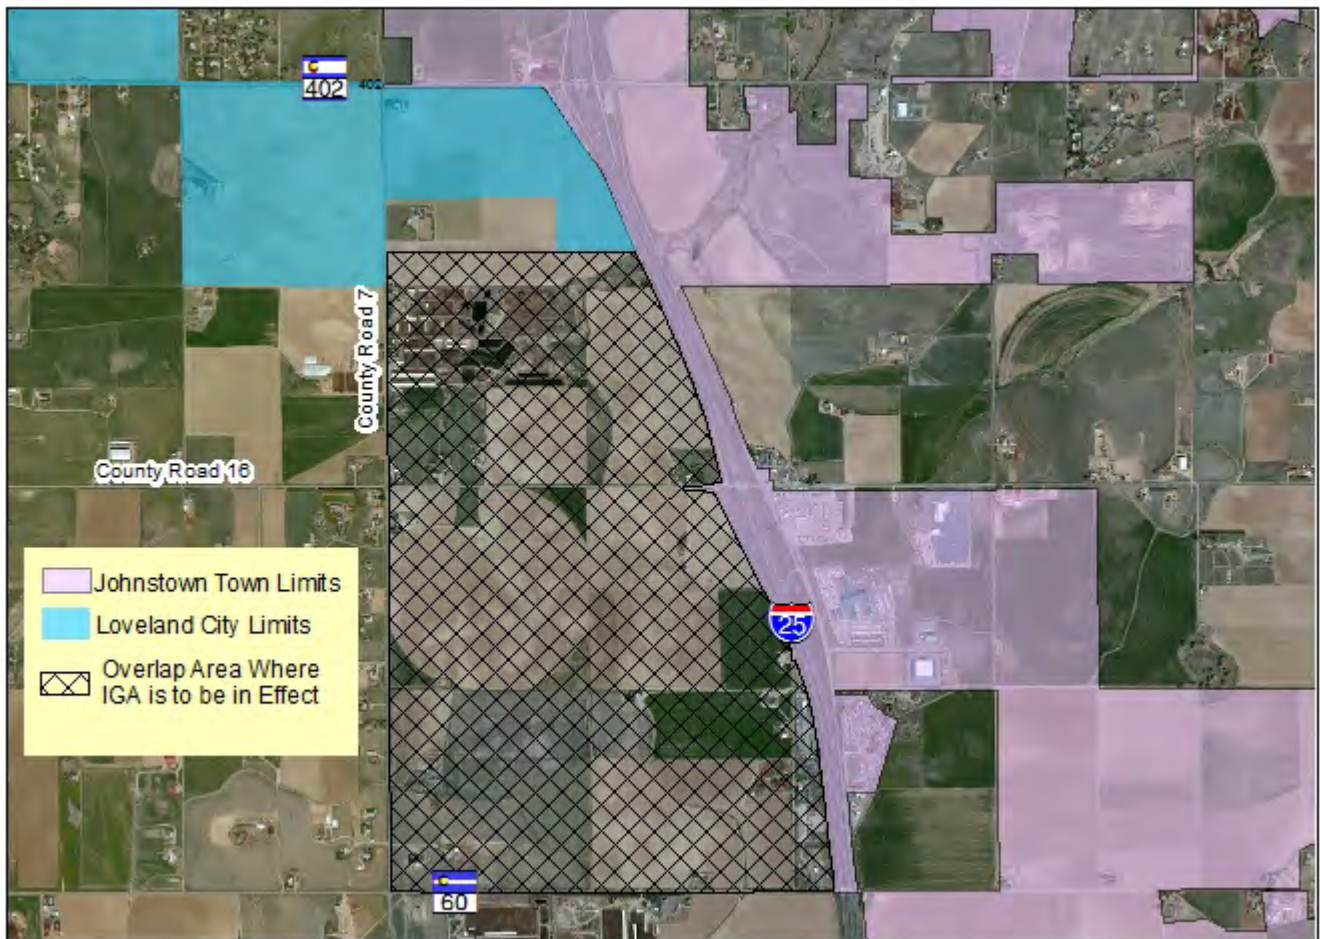 402
402
County Road 7
County Road 16
Johnstown Town Limits
Loveland City Limits
Overlap Area Where
IGA is to be in Effect
25
60